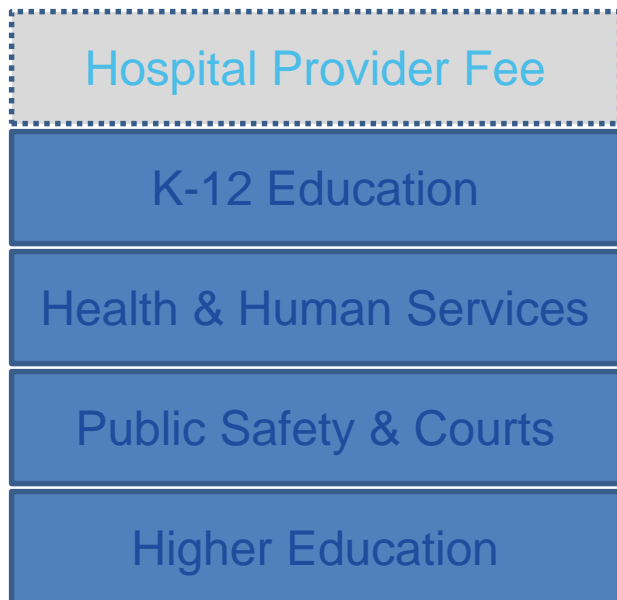 Hospital Provider Fee
K-12 Education
Health & Human Services
Public Safety & Courts
Higher Education